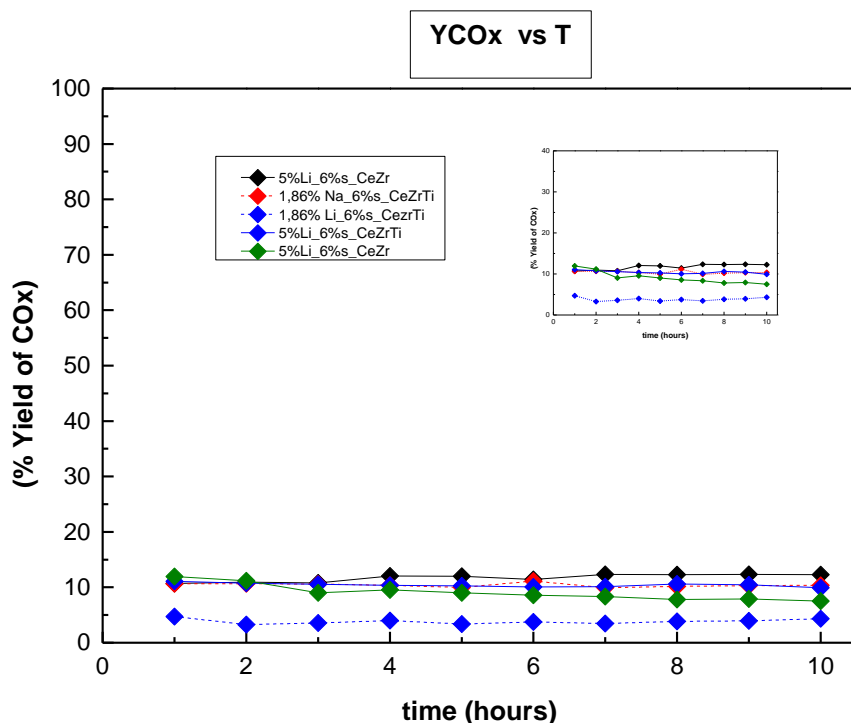 YCOx vs T
100
90
80
70
60
50
40
30
20
10
0
(% Yield of COx)
5%Li_6%s_CeZr
1,86% Na_6%s_CeZrTi
1,86% Li_6%s_CezrTi
5%Li_6%s_CeZrTi
5%Li_6%s_CeZr
40
30
20
10
0
(% Yield of COx)
0 2 4 6 8 10
time (hours)
0 2 4 6 8 10
time (hours)